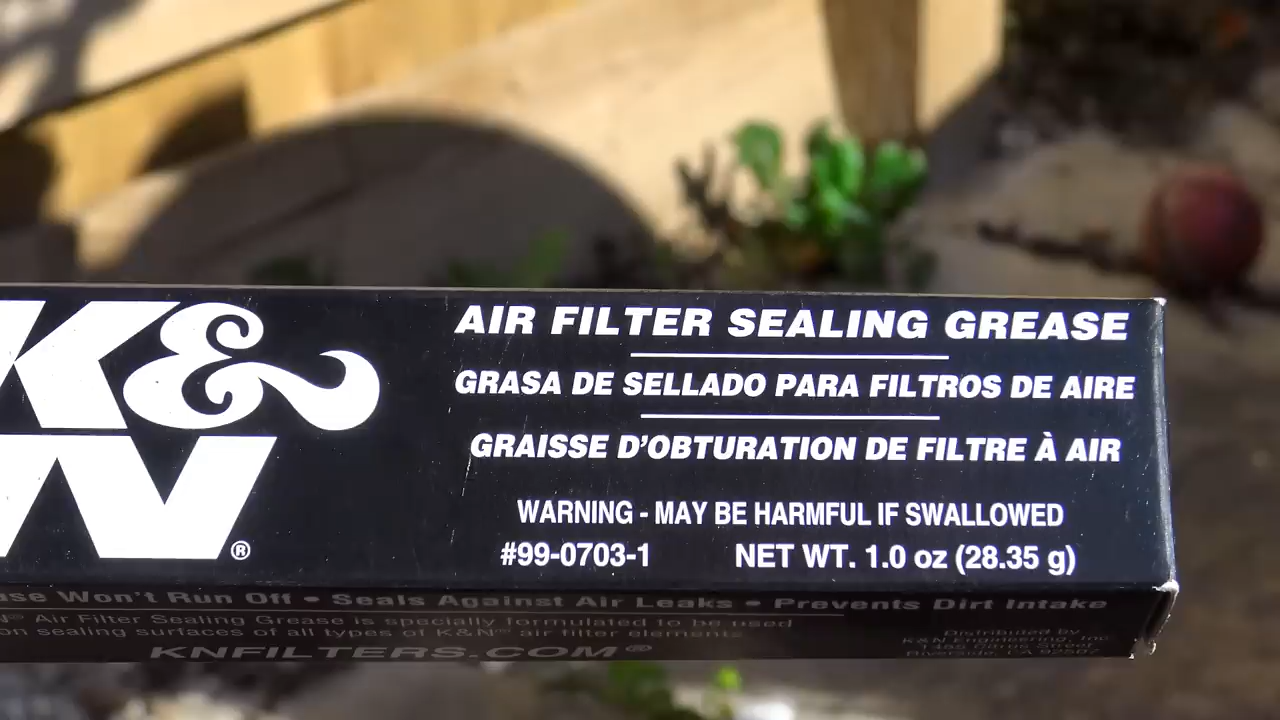 K&
N®
AIR FILTER SEALING GREASE
GRASA DE SELLADO PARA FILTROS DE AIRE
GRAISSE D'OBTURATION DE FILTRE À AIR
WARNING - MAY BE HARMFUL IF SWALLOWED
#99-0703-1 NET WT. 1.0 oz (28.35 g)
Won't Run Off • Seals Against Air Leaks • Prevents Dirt Intake
Air Filter Sealing Grease is specially formulated to be used
on sealing surfaces of all types of K&N® air filter elements
KNFILTERS.COM®
Distributed by
K&N Engineering, Inc.
1455 Citrus Street
Riverside, CA 92507